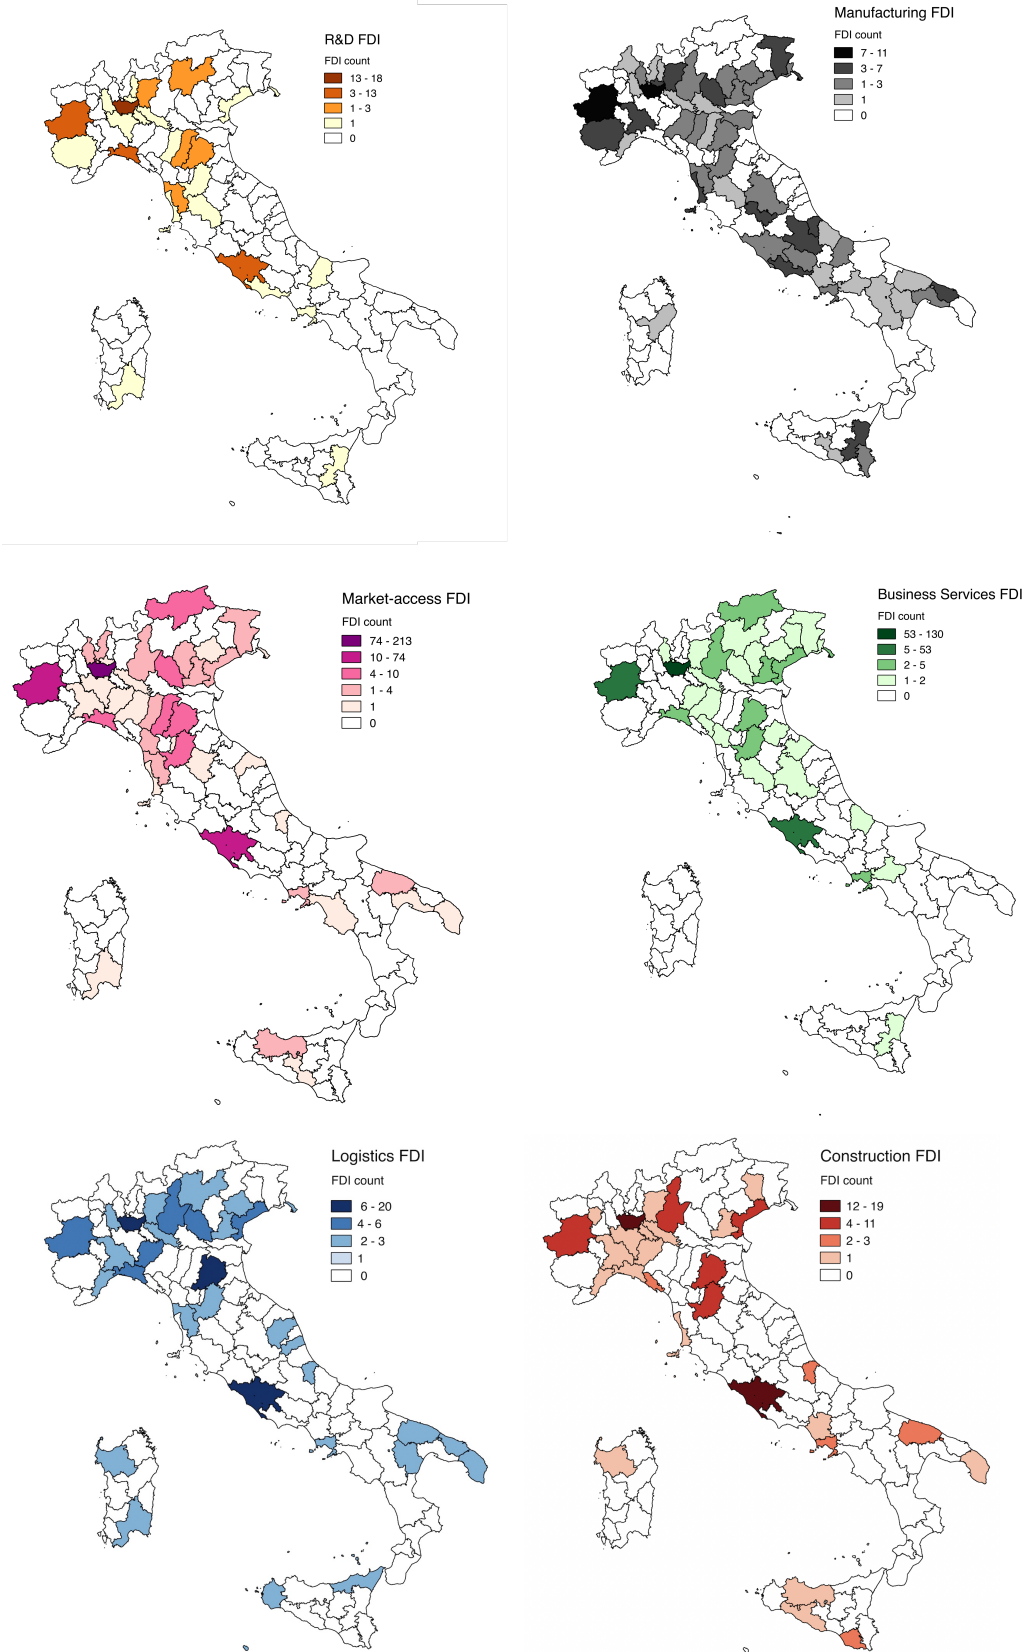 R&D FDI
FDI count
13 - 18
3 - 13
1 - 3
1
0
Manufacturing FDI
FDI count
7 - 11
3 - 7
1 - 3
1
0
Market-access FDI
FDI count
74 - 213
10 - 74
4 - 10
1 - 4
1
0
Business Services FDI
FDI count
53 - 130
5 - 53
2 - 5
1 - 2
0
Logistics FDI
FDI count
6 - 20
4 - 6
2 - 3
1
0
Construction FDI
FDI count
12 - 19
4 - 11
2 - 3
1
0